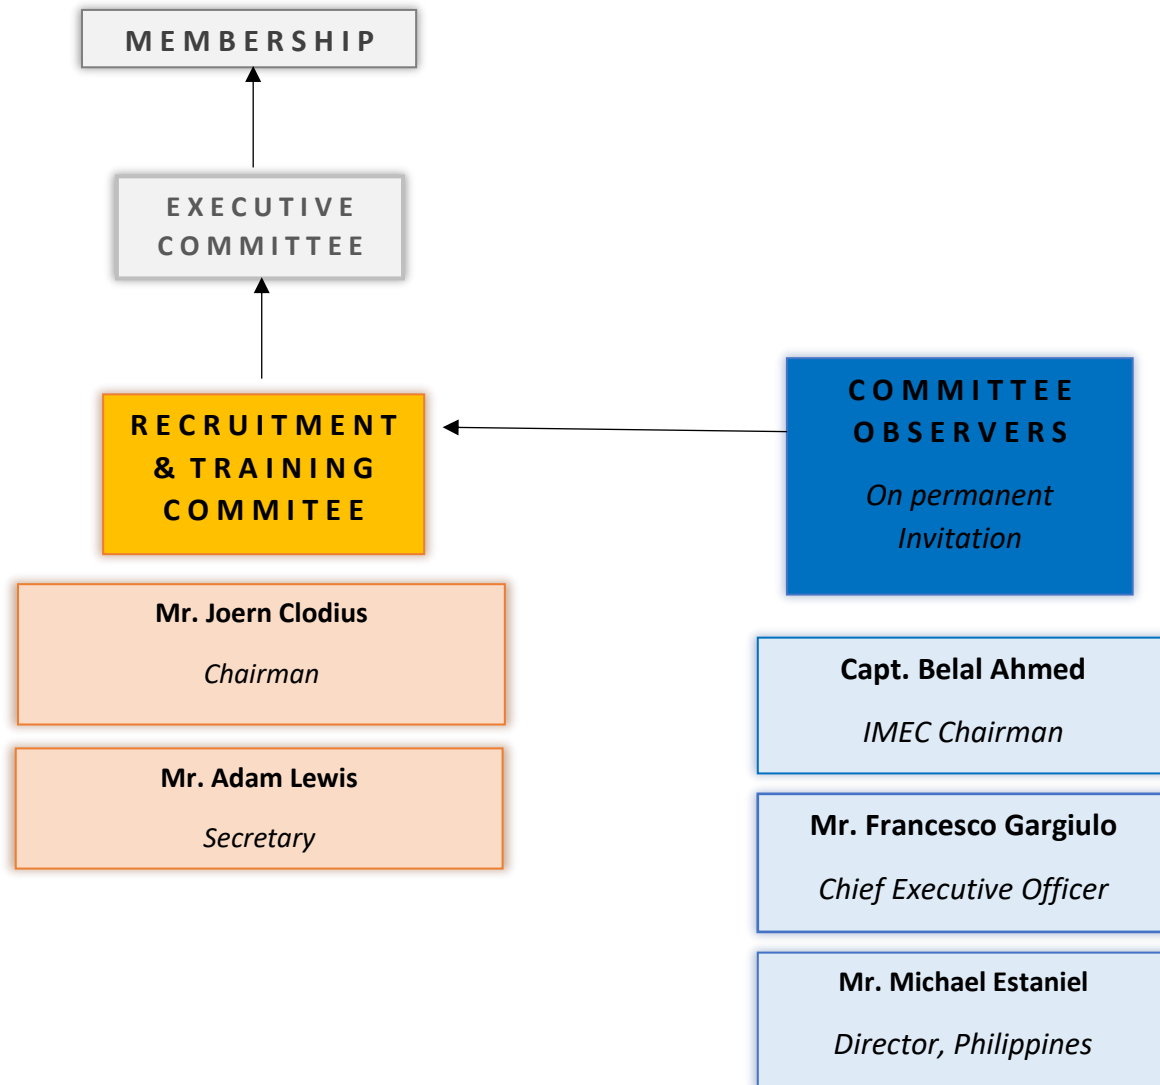 MEMBERSHIP
EXECUTIVE
COMMITTEE
RECRUITMENT
& TRAINING
COMMITEE
Mr. Joern Clodius
Chairman
Mr. Adam Lewis
Secretary
COMMITTEE
OBSERVERS
On permanent
Invitation
Capt. Belal Ahmed
IMEC Chairman
Mr. Francesco Gargiulo
Chief Executive Officer
Mr. Michael Estaniel
Director, Philippines